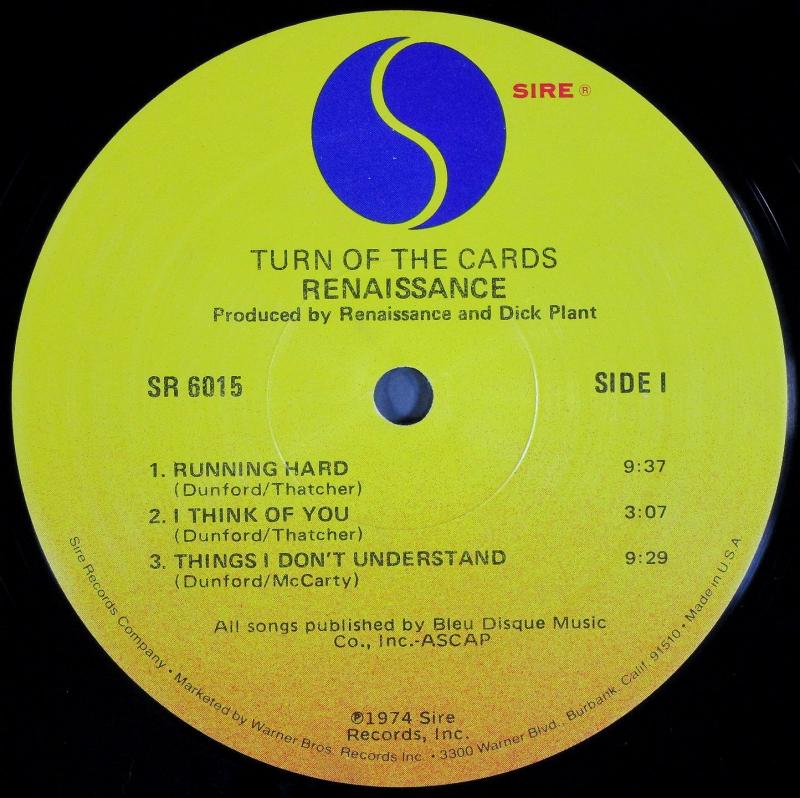 SIRE ®
TURN OF THE CARDS
RENAISSANCE
Produced by Renaissance and Dick Plant
SR 6015
SIDE I
1. RUNNING HARD 9:37
(Dunford/Thatcher)
2. I THINK OF YOU 3:07
(Dunford/Thatcher)
3. THINGS I DON'T UNDERSTAND 9:29
(Dunford/McCarty)
All songs published by Bleu Disque Music
Co., Inc.-ASCAP
℗1974 Sire
Records, Inc.
Sire Records Company • Marketed by Warner Bros. Records Inc. • 3300 Warner Blvd., Burbank, Calif. 91510 • Made in U.S.A.